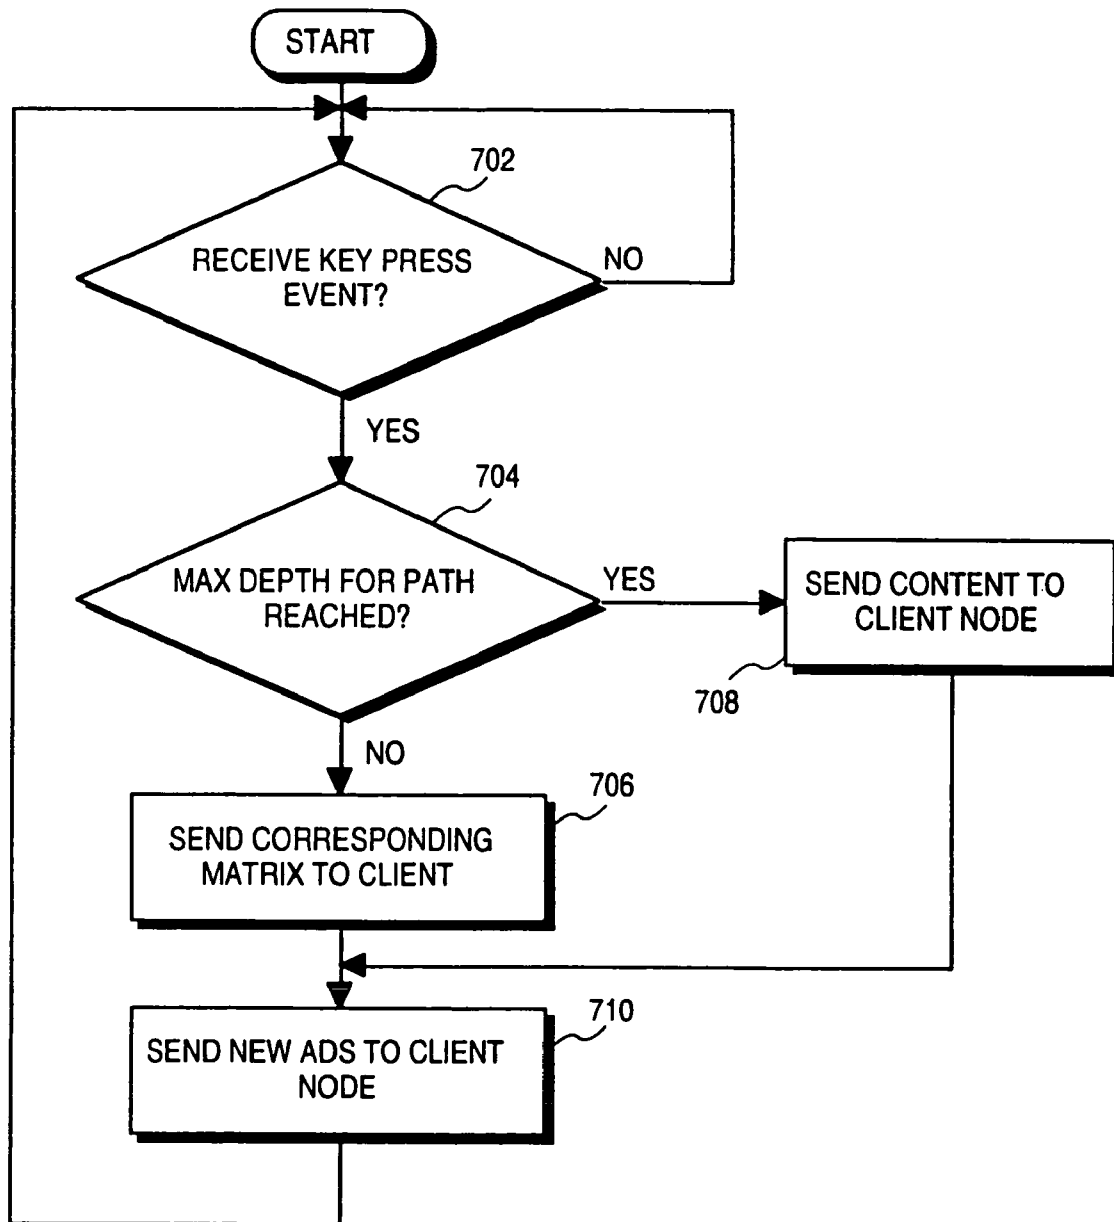 START
702
RECEIVE KEY PRESS
EVENT?
NO
YES
704
MAX DEPTH FOR PATH
REACHED?
YES
SEND CONTENT TO
CLIENT NODE
708
NO
706
SEND CORRESPONDING
MATRIX TO CLIENT
710
SEND NEW ADS TO CLIENT
NODE